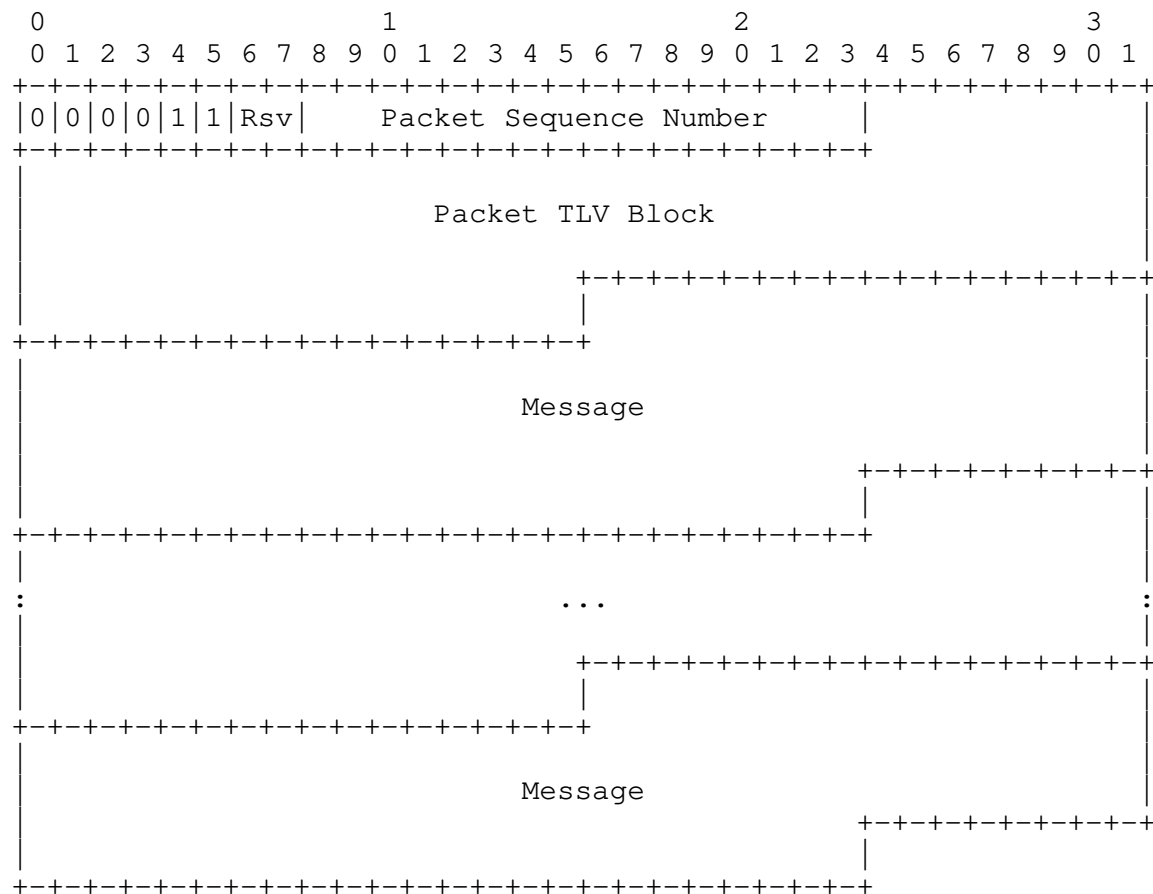 0                   1                   2                   3
    0 1 2 3 4 5 6 7 8 9 0 1 2 3 4 5 6 7 8 9 0 1 2 3 4 5 6 7 8 9 0 1
   +-+-+-+-+-+-+-+-+-+-+-+-+-+-+-+-+-+-+-+-+-+-+-+-+-+-+-+-+-+-+-+-+
   |0|0|0|0|1|1|Rsv|    Packet Sequence Number     |               |
   +-+-+-+-+-+-+-+-+-+-+-+-+-+-+-+-+-+-+-+-+-+-+-+-+               |
   |                                                               |
   |                       Packet TLV Block                        |
   |                                                               |
   |                               +-+-+-+-+-+-+-+-+-+-+-+-+-+-+-+-+
   |                               |                               |
   +-+-+-+-+-+-+-+-+-+-+-+-+-+-+-+-+                               |
   |                                                               |
   |                            Message                            |
   |                                                               |
   |                                               +-+-+-+-+-+-+-+-+
   |                                               |               |
   +-+-+-+-+-+-+-+-+-+-+-+-+-+-+-+-+-+-+-+-+-+-+-+-+               |
   |                                                               |
   :                              ...                              :
   |                                                               |
   |                               +-+-+-+-+-+-+-+-+-+-+-+-+-+-+-+-+
   |                               |                               |
   +-+-+-+-+-+-+-+-+-+-+-+-+-+-+-+-+                               |
   |                                                               |
   |                            Message                            |
   |                                               +-+-+-+-+-+-+-+-+
   |                                               |
   +-+-+-+-+-+-+-+-+-+-+-+-+-+-+-+-+-+-+-+-+-+-+-+-+